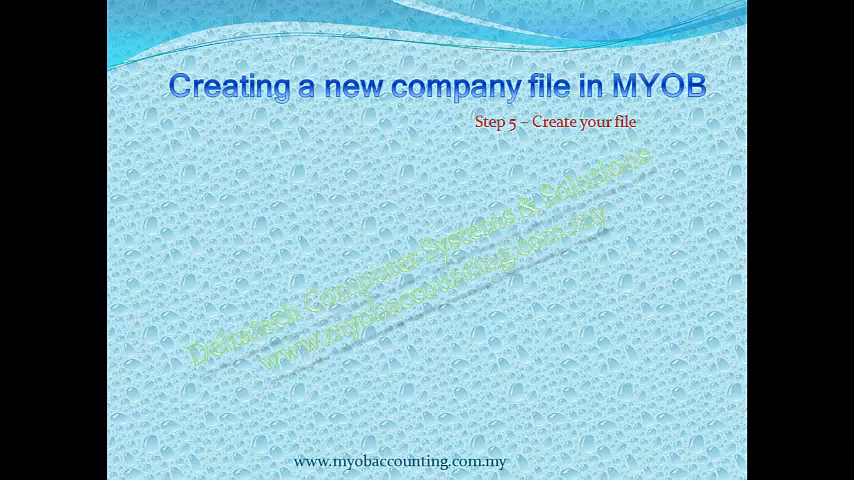 Creating a new company file in MYOB
Step 5 – Create your file
Deltatech Computer Systems & Solutions
www.myobaccounting.com.my
www.myobaccounting.com.my